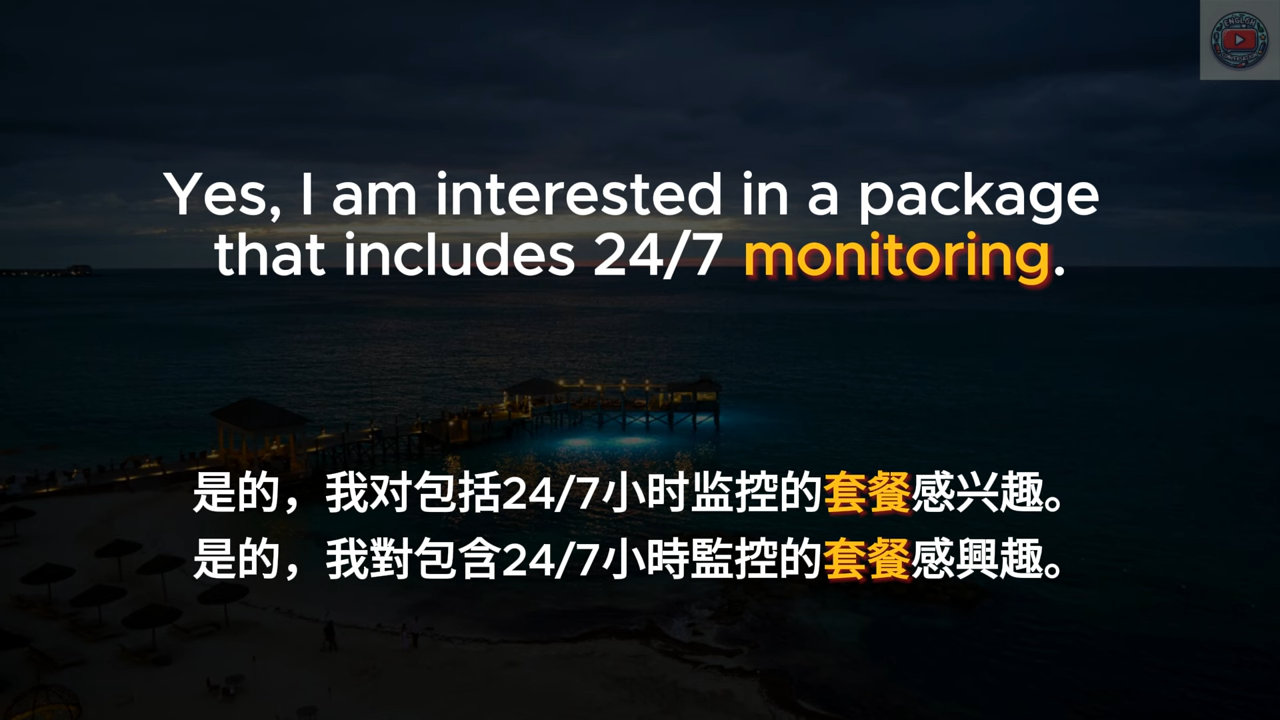 Yes, I am interested in a package
that includes 24/7 monitoring.
是的，我对包括24/7小时监控的套餐感兴趣。
是的，我對包含24/7小時監控的套餐感興趣。